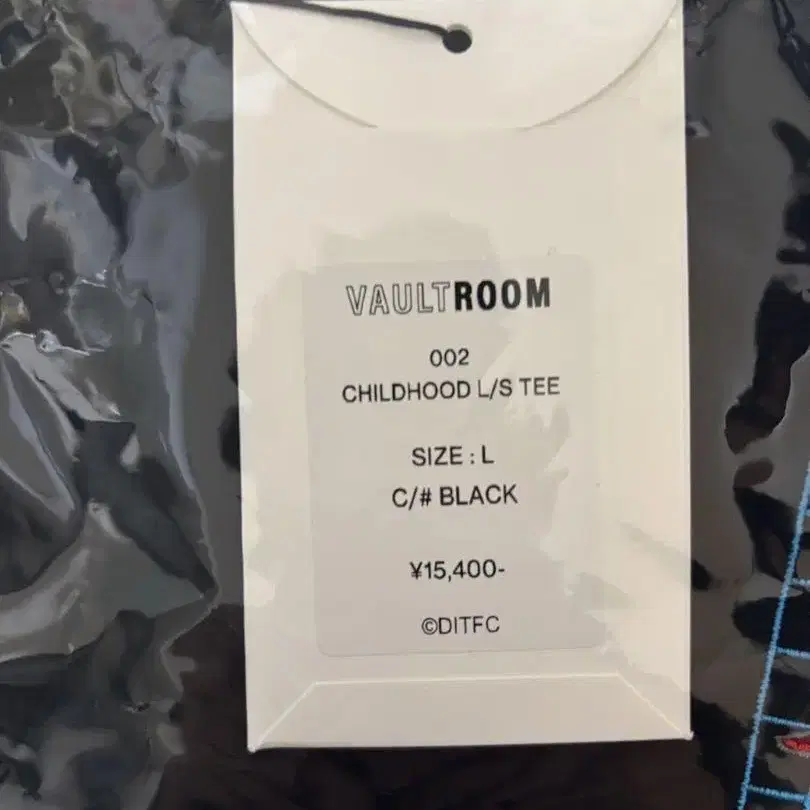 VAULTROOM
002
CHILDHOOD L/S TEE
SIZE : L
C/# BLACK
¥15,400-
©DITFC